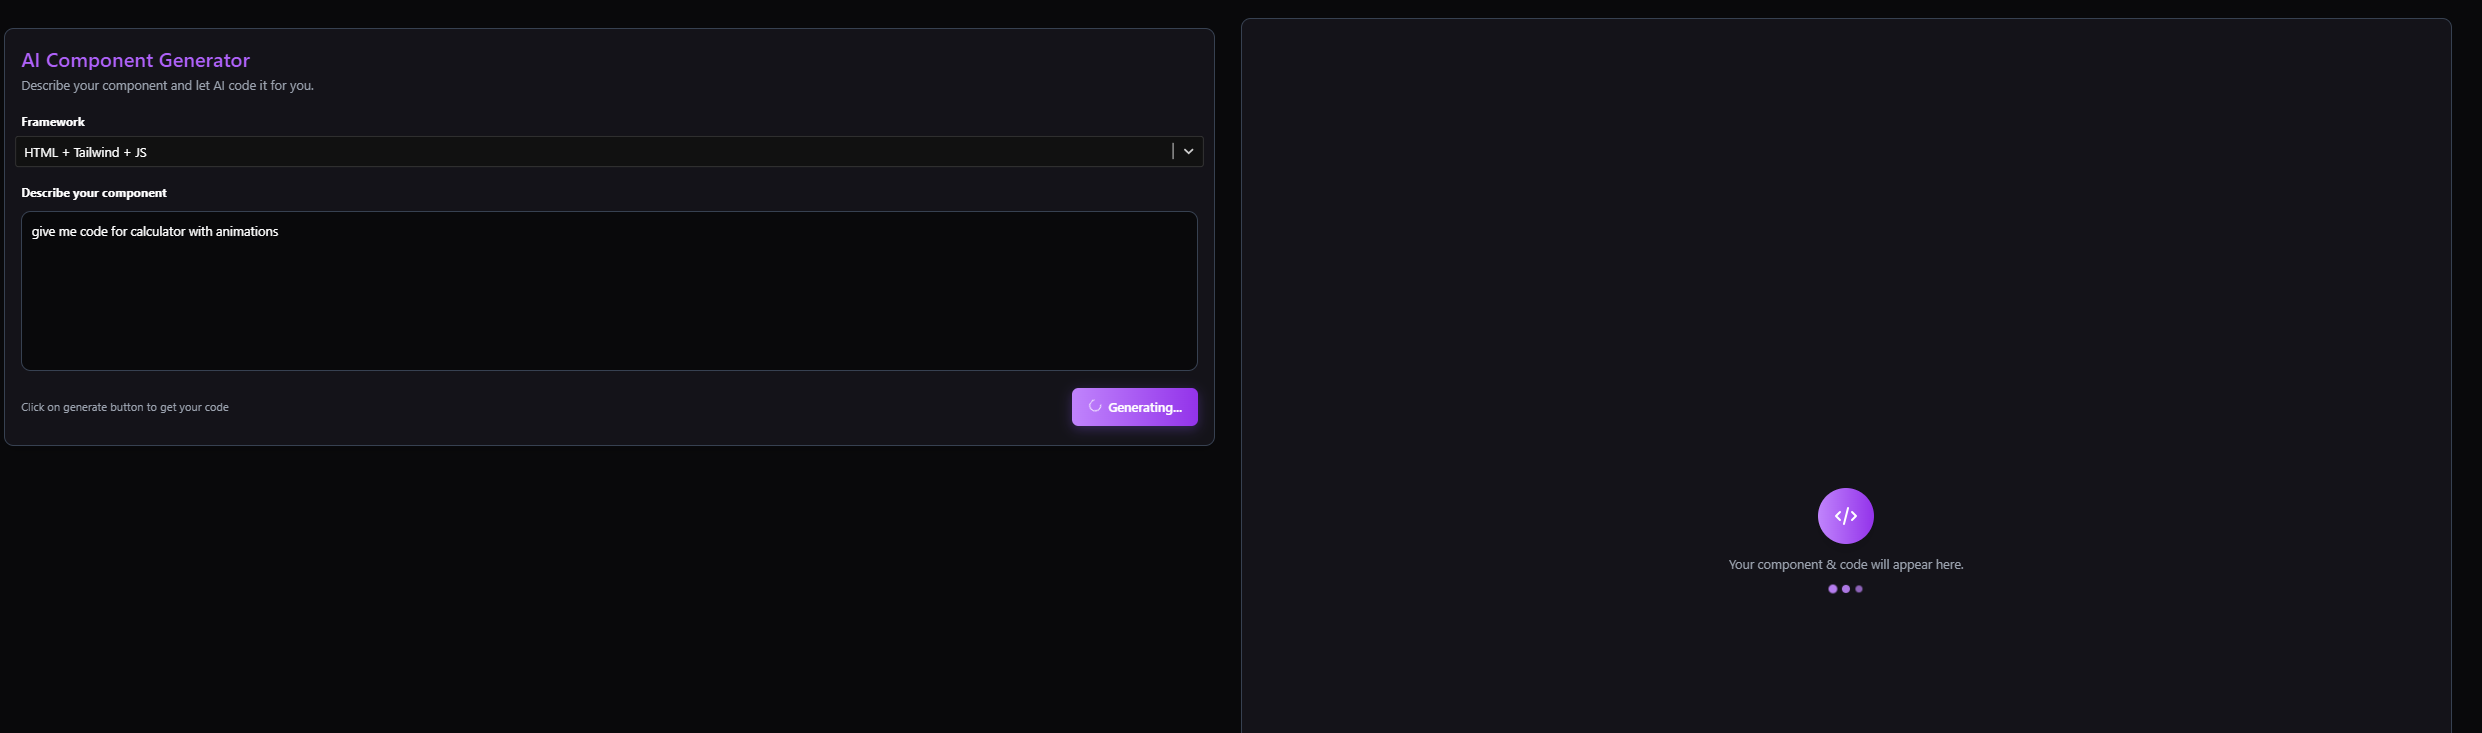 AI Component Generator
Describe your component and let AI code it for you.
Framework
HTML + Tailwind + JS
Describe your component
give me code for calculator with animations
Click on generate button to get your code
Generating...
</>
Your component & code will appear here.